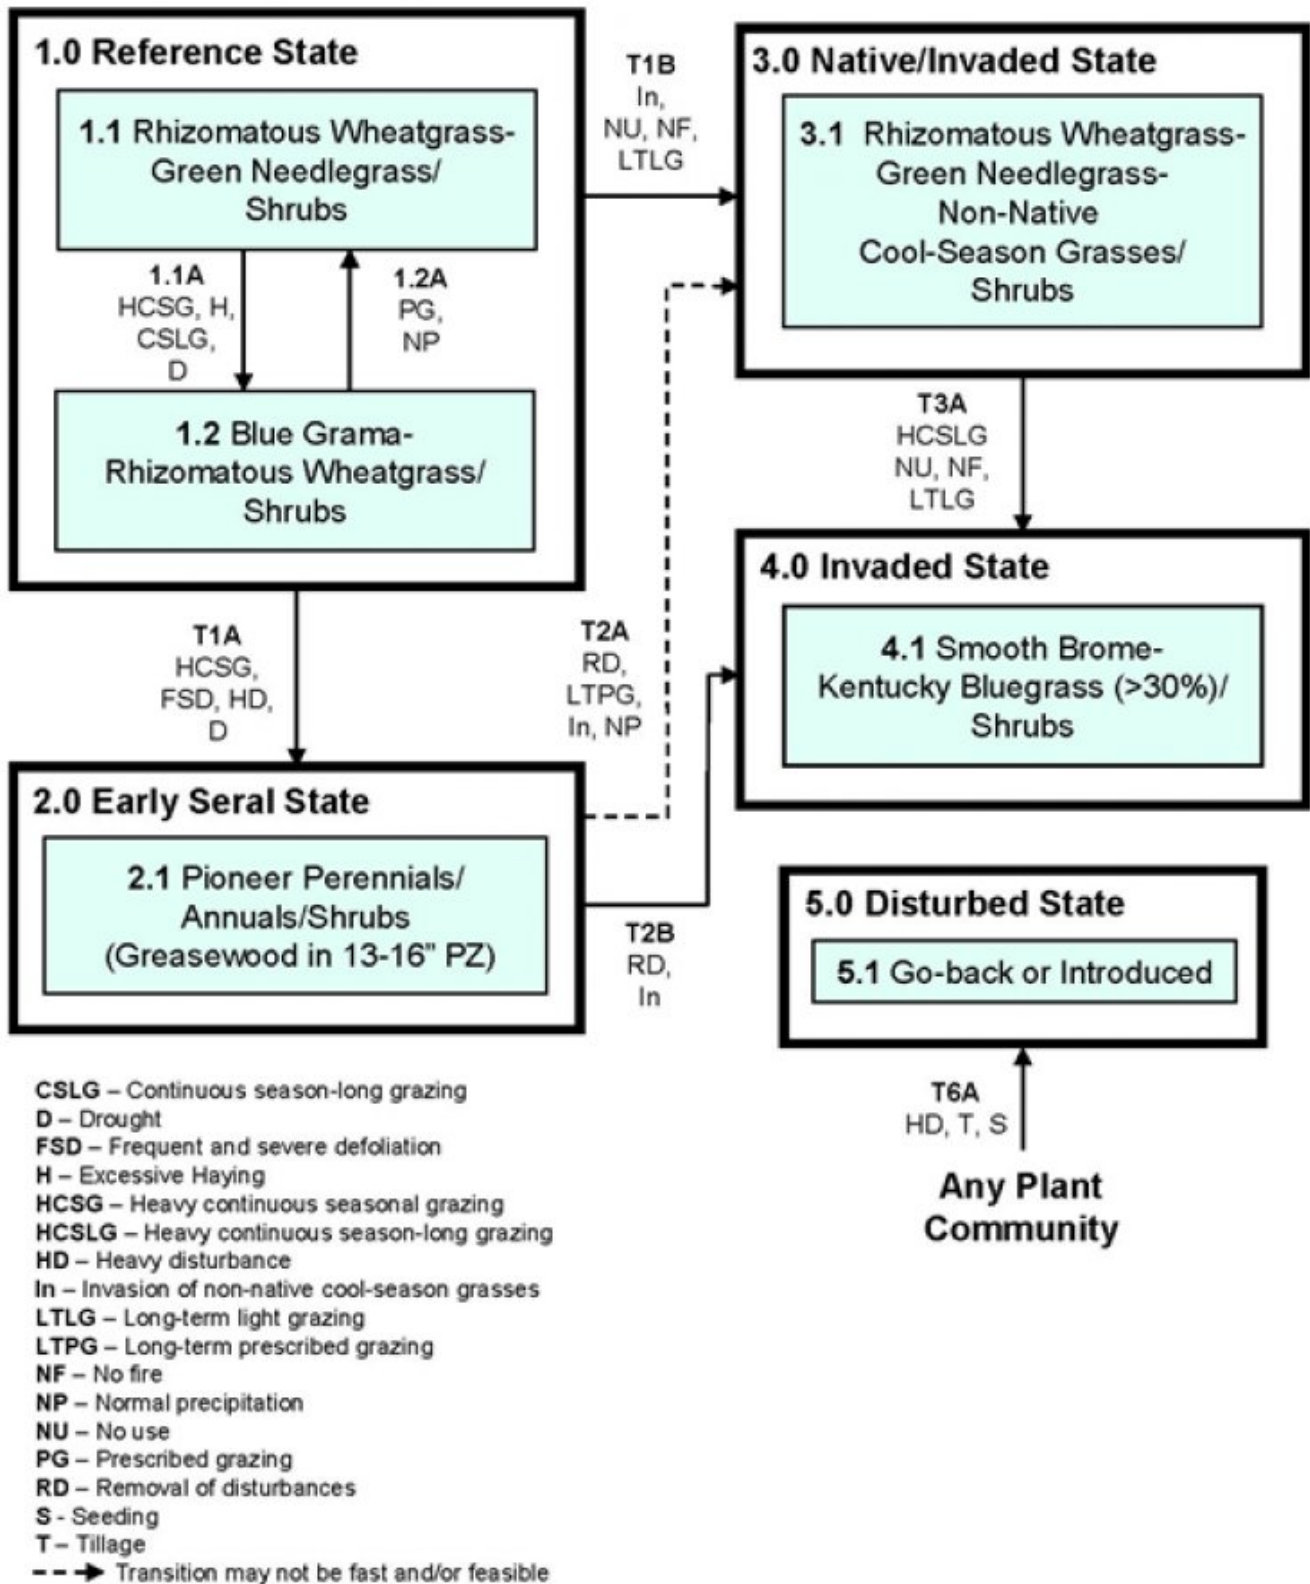 1.0 Reference State
1.1 Rhizomatous Wheatgrass-
Green Needlegrass/
Shrubs
1.1A
HCSG, H,
CSLG,
D
1.2A
PG,
NP
1.2 Blue Grama-
Rhizomatous Wheatgrass/
Shrubs
T1B
In,
NU, NF,
LTLG
3.0 Native/Invaded State
3.1 Rhizomatous Wheatgrass-
Green Needlegrass-
Non-Native
Cool-Season Grasses/
Shrubs
T3A
HCSLG
NU, NF,
LTLG
4.0 Invaded State
4.1 Smooth Brome-
Kentucky Bluegrass (>30%)/
Shrubs
T1A
HCSG,
FSD, HD,
D
T2A
RD,
LTPG,
In, NP
2.0 Early Seral State
2.1 Pioneer Perennials/
Annuals/Shrubs
(Greasewood in 13-16" PZ)
T2B
RD,
In
5.0 Disturbed State
5.1 Go-back or Introduced
T6A
HD, T, S
Any Plant
Community
CSLG – Continuous season-long grazing
D – Drought
FSD – Frequent and severe defoliation
H – Excessive Haying
HCSG – Heavy continuous seasonal grazing
HCSLG – Heavy continuous season-long grazing
HD – Heavy disturbance
In – Invasion of non-native cool-season grasses
LTLG – Long-term light grazing
LTPG – Long-term prescribed grazing
NF – No fire
NP – Normal precipitation
NU – No use
PG – Prescribed grazing
RD – Removal of disturbances
S - Seeding
T – Tillage
Transition may not be fast and/or feasible